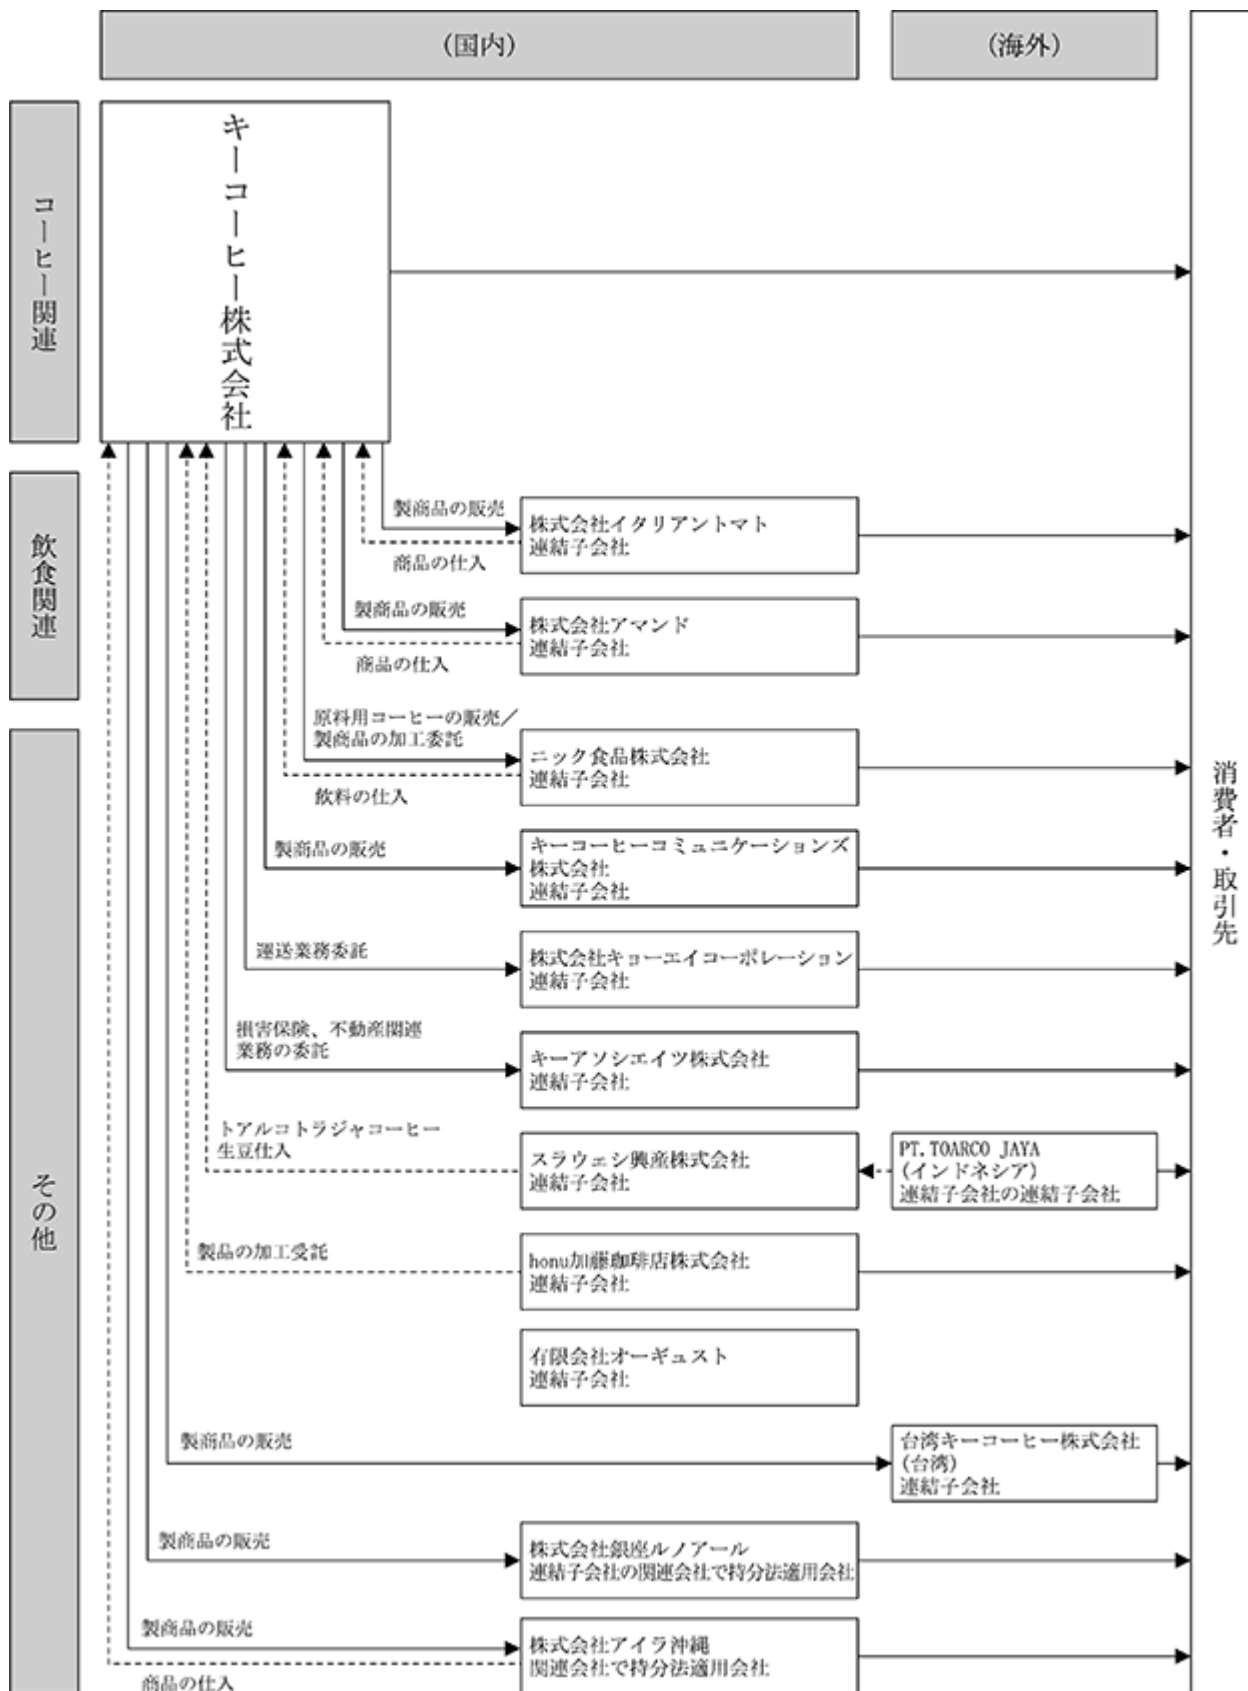 (国内)
(海外)
コーヒー関連
キーコーヒー株式会社
飲食関連
製商品の販売
株式会社イタリアントマト
連結子会社
商品の仕入
製商品の販売
株式会社アマンド
連結子会社
商品の仕入
その他
原料用コーヒーの販売／
製商品の加工委託
ニック食品株式会社
連結子会社
飲料の仕入
消費者・取引先
製商品の販売
キーコーヒーコミュニケーションズ
株式会社
連結子会社
運送業務委託
株式会社キョーエイコーポレーション
連結子会社
損害保険、不動産関連
業務の委託
キーアソシエイツ株式会社
連結子会社
トアルコトラジャコーヒー
生豆仕入
スラウェシ興産株式会社
連結子会社
PT.TOARCO JAYA
(インドネシア)
連結子会社の連結子会社
製品の加工受託
honu加藤珈琲店株式会社
連結子会社
有限会社オーギュスト
連結子会社
製商品の販売
台湾キーコーヒー株式会社
(台湾)
連結子会社
製商品の販売
株式会社銀座ルノアール
連結子会社の関連会社で持分法適用会社
製商品の販売
株式会社アイラ沖縄
関連会社で持分法適用会社
商品の仕入